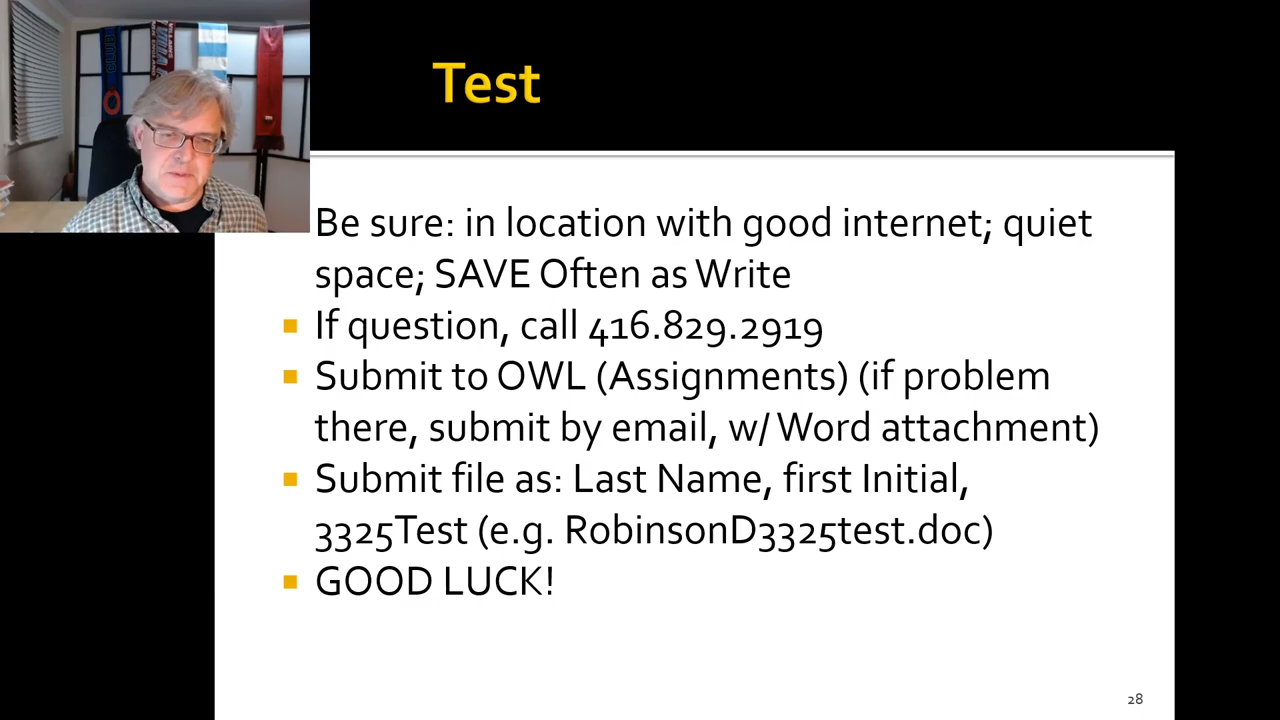 Test
Be sure: in location with good internet; quiet
space; SAVE Often as Write
If question, call 416.829.2919
Submit to OWL (Assignments) (if problem
there, submit by email, w/ Word attachment)
Submit file as: Last Name, first Initial,
3325Test (e.g. RobinsonD3325test.doc)
GOOD LUCK!
28